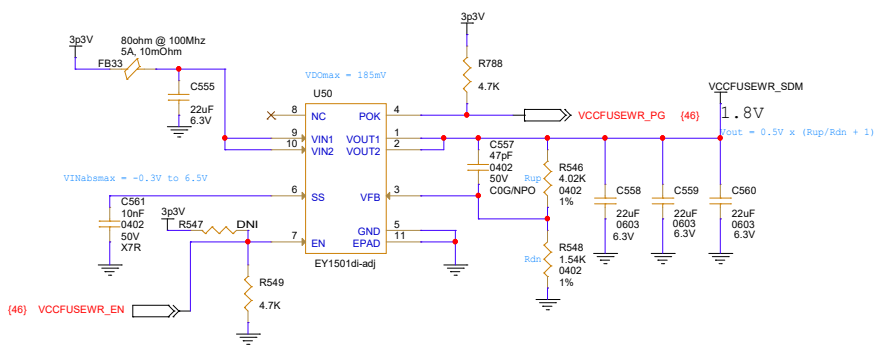 80ohm @ 100Mhz
5A, 10mOhm
3p3V
FB33
C555
22uF
6.3V
VDOmax = 185mV
3p3V
R788
4.7K
U50
8 NC POK 4
9 VIN1 VOUT1 1
10 VIN2 VOUT2 2
6 SS VFB 3
GND 5
7 EN EPAD 11
EY1501di-adj
VCCFUSEWR_PG {46}
VCCFUSEWR_SDM
1.8V
Vout = 0.5V x (Rup/Rdn + 1)
C557
47pF
0402
50V
C0G/NPO
Rup
R546
4.02K
0402
1%
Rdn
R548
1.54K
0402
1%
C558
22uF
0603
6.3V
C559
22uF
0603
6.3V
C560
22uF
0603
6.3V
VINabsmax = -0.3V to 6.5V
C561
10nF
0402
50V
X7R
3p3V
R547 DNI
R549
4.7K
{46} VCCFUSEWR_EN